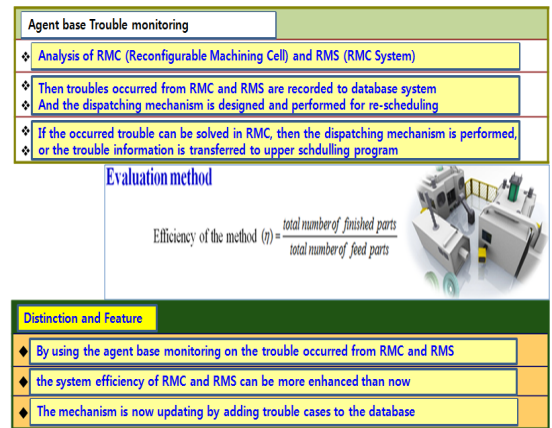 Agent base Trouble monitoring
❖ Analysis of RMC (Reconfigurable Machining Cell) and RMS (RMC System)
❖ Then troubles occurred from RMC and RMS are recorded to database system
❖ And the dispatching mechanism is designed and performed for re-scheduling
❖ If the occurred trouble can be solved in RMC, then the dispatching mechanism is performed,
❖ or the trouble information is transferred to upper schdulling program
Evaluation method
Efficiency of the method (η) = total numberof finished parts / total numberof feed parts
Distinction and Feature
◆ By using the agent base monitoring on the trouble occurred from RMC and RMS
◆ the system efficiency of RMC and RMS can be more enhanced than now
◆ The mechanism is now updating by adding trouble cases to the database